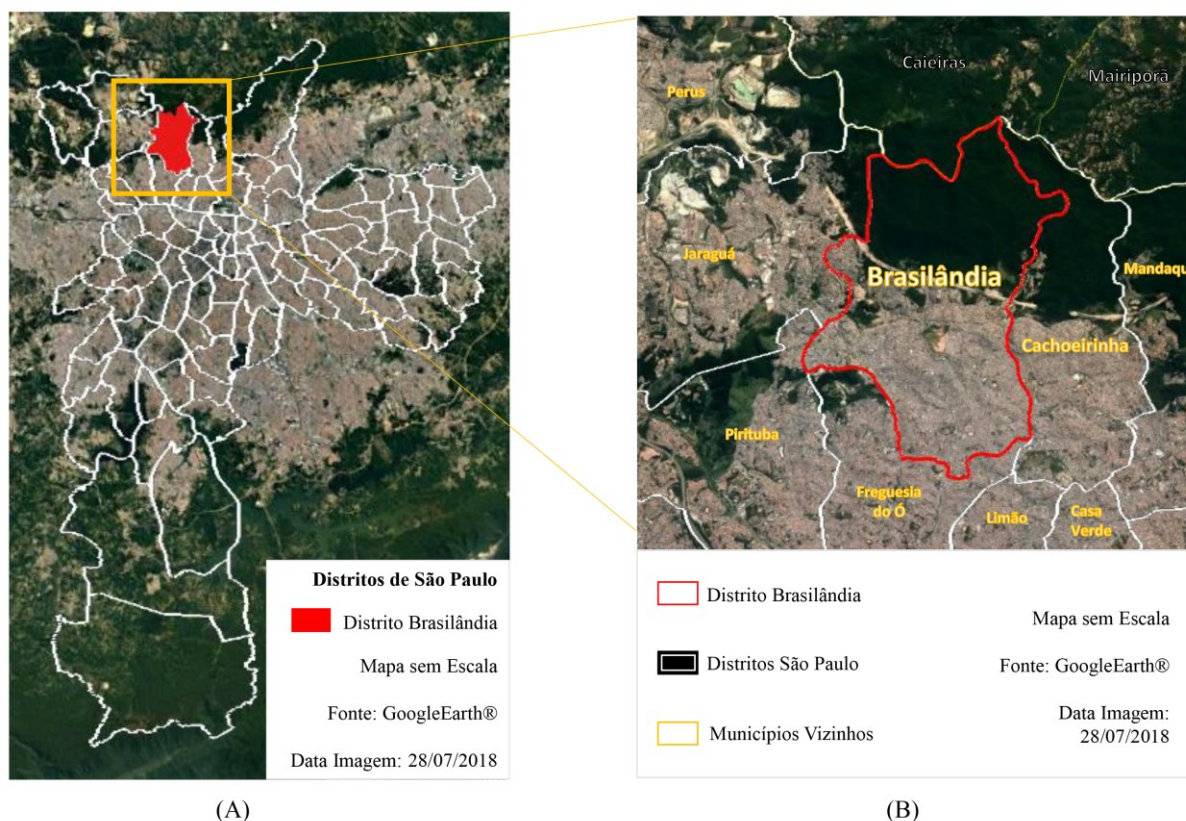 Distritos de São Paulo
Distrito Brasilândia
Mapa sem Escala
Fonte: GoogleEarth®
Data Imagem: 28/07/2018
(A)
Caieiras
Mairiporã
Perus
Jaraguá
Brasilândia
Mandaqu
Cachoeirinha
Pirituba
Freguesia
do Ó
Limão
Casa
Verde
Distrito Brasilândia
Distritos São Paulo
Municípios Vizinhos
Mapa sem Escala
Fonte: GoogleEarth®
Data Imagem:
28/07/2018
(B)